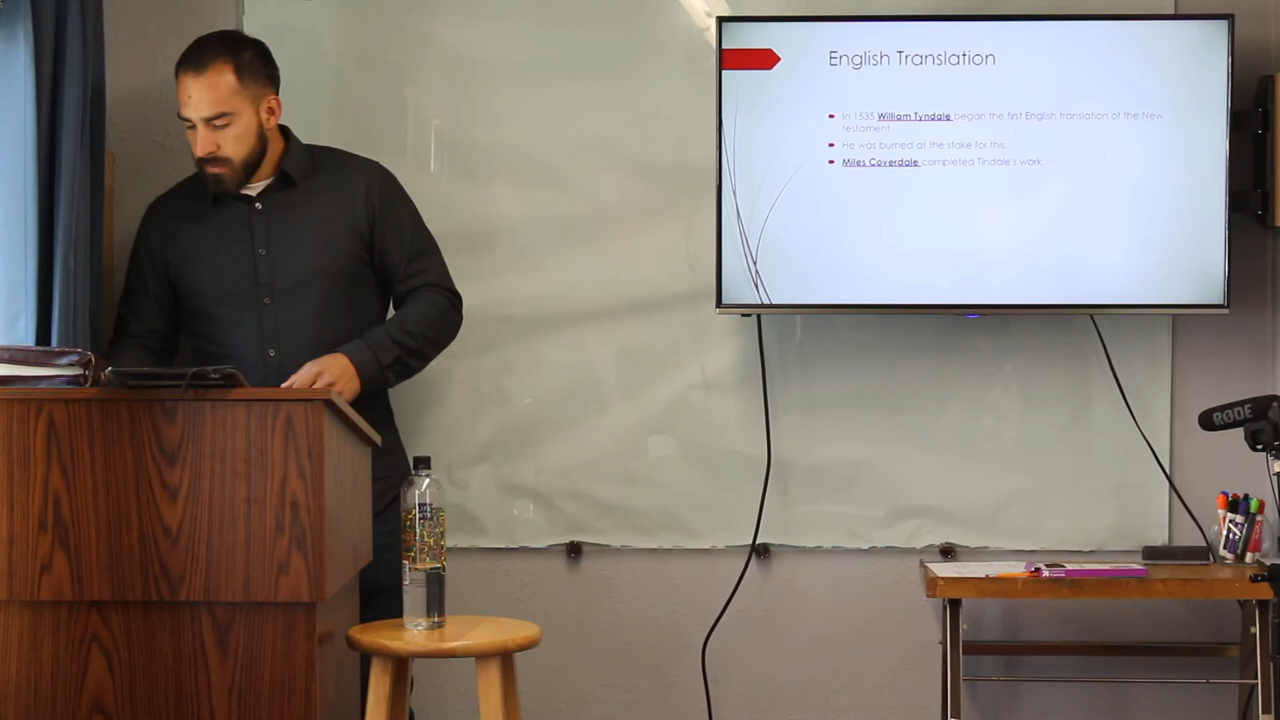 English Translation
In 1535 William Tyndale began the first English translation of the New
testament.
He was burned at the stake for this.
Miles Coverdale completed Tindale's work.
RØDE